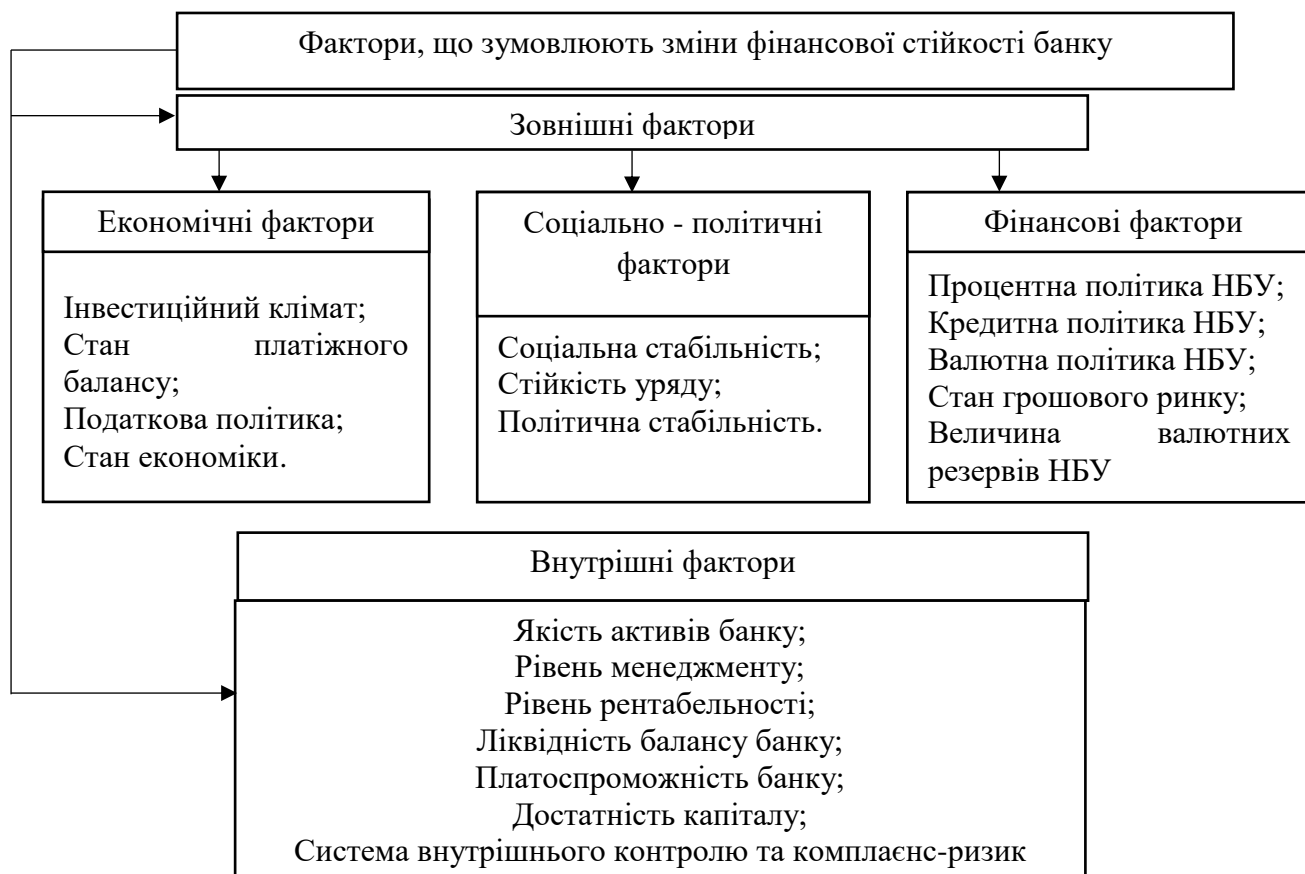 Фактори, що зумовлюють зміни фінансової стійкості банку
Зовнішні фактори
Економічні фактори
Інвестиційний клімат;
Стан платіжного
балансу;
Податкова політика;
Стан економіки.
Соціально - політичні
фактори
Соціальна стабільність;
Стійкість уряду;
Політична стабільність.
Фінансові фактори
Процентна політика НБУ;
Кредитна політика НБУ;
Валютна політика НБУ;
Стан грошового ринку;
Величина валютних
резервів НБУ
Внутрішні фактори
Якість активів банку;
Рівень менеджменту;
Рівень рентабельності;
Ліквідність балансу банку;
Платоспроможність банку;
Достатність капіталу;
Система внутрішнього контролю та комплаєнс-ризик